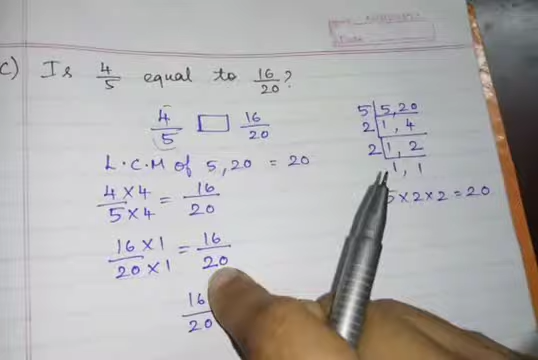 c) Is 4/5 equal to 16/20?
4/5 □ 16/20
L.C.M of 5, 20 = 20
4 × 4 / 5 × 4 = 16/20
16 × 1 / 20 × 1 = 16/20
16/20
5 | 5, 20
2 | 1, 4
2 | 1, 2
1, 1
5 × 2 × 2 = 20